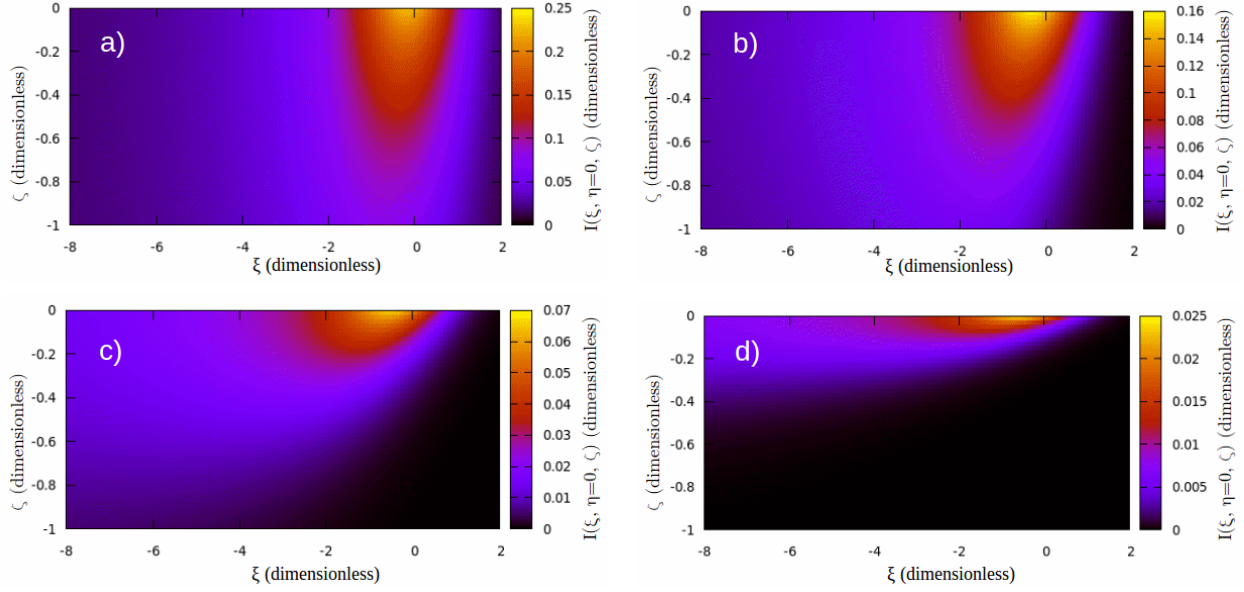 a)
0
-0.2
-0.4
-0.6
-0.8
-1
ζ (dimensionless)
-8 -6 -4 -2 0 2
ξ (dimensionless)
0.25
0.2
0.15
0.1
0.05
0
I(ξ, η=0, ζ) (dimensionless)
b)
0
-0.2
-0.4
-0.6
-0.8
-1
ζ (dimensionless)
-8 -6 -4 -2 0 2
ξ (dimensionless)
0.16
0.14
0.12
0.1
0.08
0.06
0.04
0.02
0
I(ξ, η=0, ζ) (dimensionless)
c)
0
-0.2
-0.4
-0.6
-0.8
-1
ζ (dimensionless)
-8 -6 -4 -2 0 2
ξ (dimensionless)
0.07
0.06
0.05
0.04
0.03
0.02
0.01
0
I(ξ, η=0, ζ) (dimensionless)
d)
0
-0.2
-0.4
-0.6
-0.8
-1
ζ (dimensionless)
-8 -6 -4 -2 0 2
ξ (dimensionless)
0.025
0.02
0.015
0.01
0.005
0
I(ξ, η=0, ζ) (dimensionless)